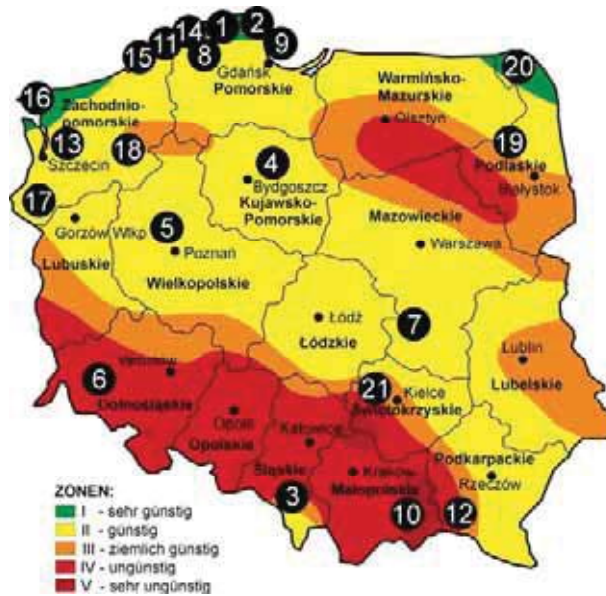 14 1 2
15 11 8 9
Gdańsk
Pomorskie
Warmińsko-
Mazurskie
20
16
Zachodnio-
pomorskie
Olsztyn
13
Szczecin
18
4
19
Podlaskie
Białystok
Bydgoszcz
Kujawsko-
Pomorskie
17
Gorzów Wlkp
5
Poznań
Mazowieckie
Warszawa
Lubuskie
Wielkopolskie
Łódź
Łódzkie
7
Lublin
Lubelskie
6
Dolnośląskie
21
Kielce
Świętokrzyskie
Opole
Opolskie
Katowice
Śląskie
Kraków
Małopolskie
Podkarpackie
Rzeczów
3
10
12
ZONEN:
I - sehr günstig
II - günstig
III - ziemlich günstig
IV - ungünstig
V - sehr ungünstig